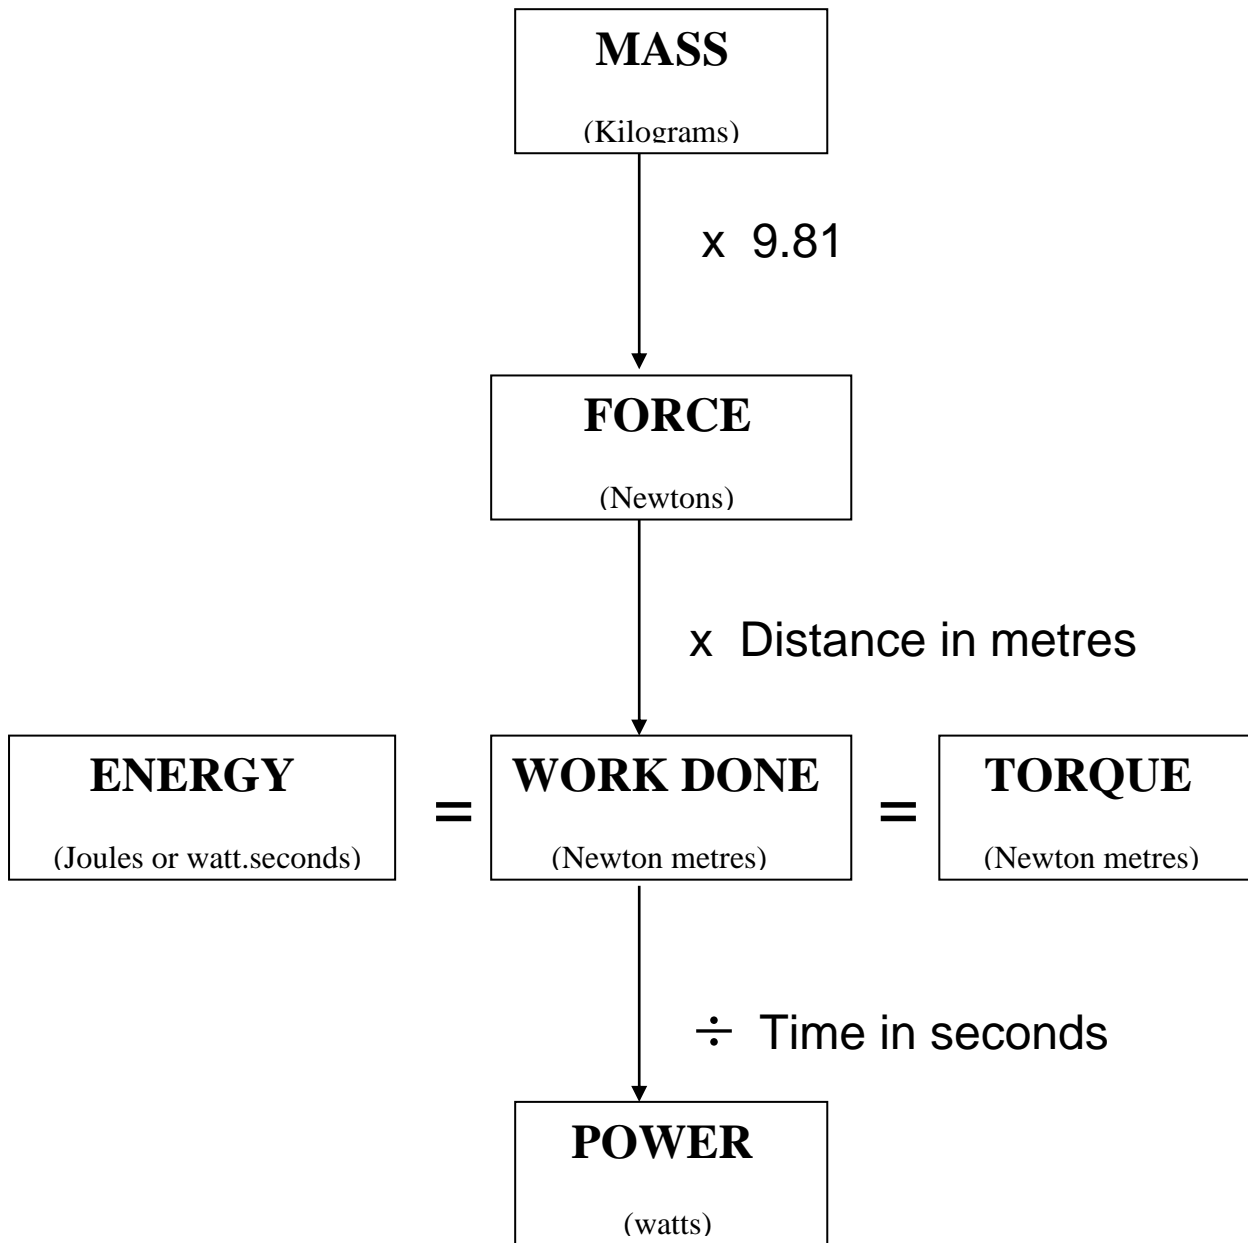 MASS
(Kilograms)
x 9.81
FORCE
(Newtons)
x Distance in metres
ENERGY
(Joules or watt.seconds)
=
WORK DONE
(Newton metres)
=
TORQUE
(Newton metres)
÷ Time in seconds
POWER
(watts)